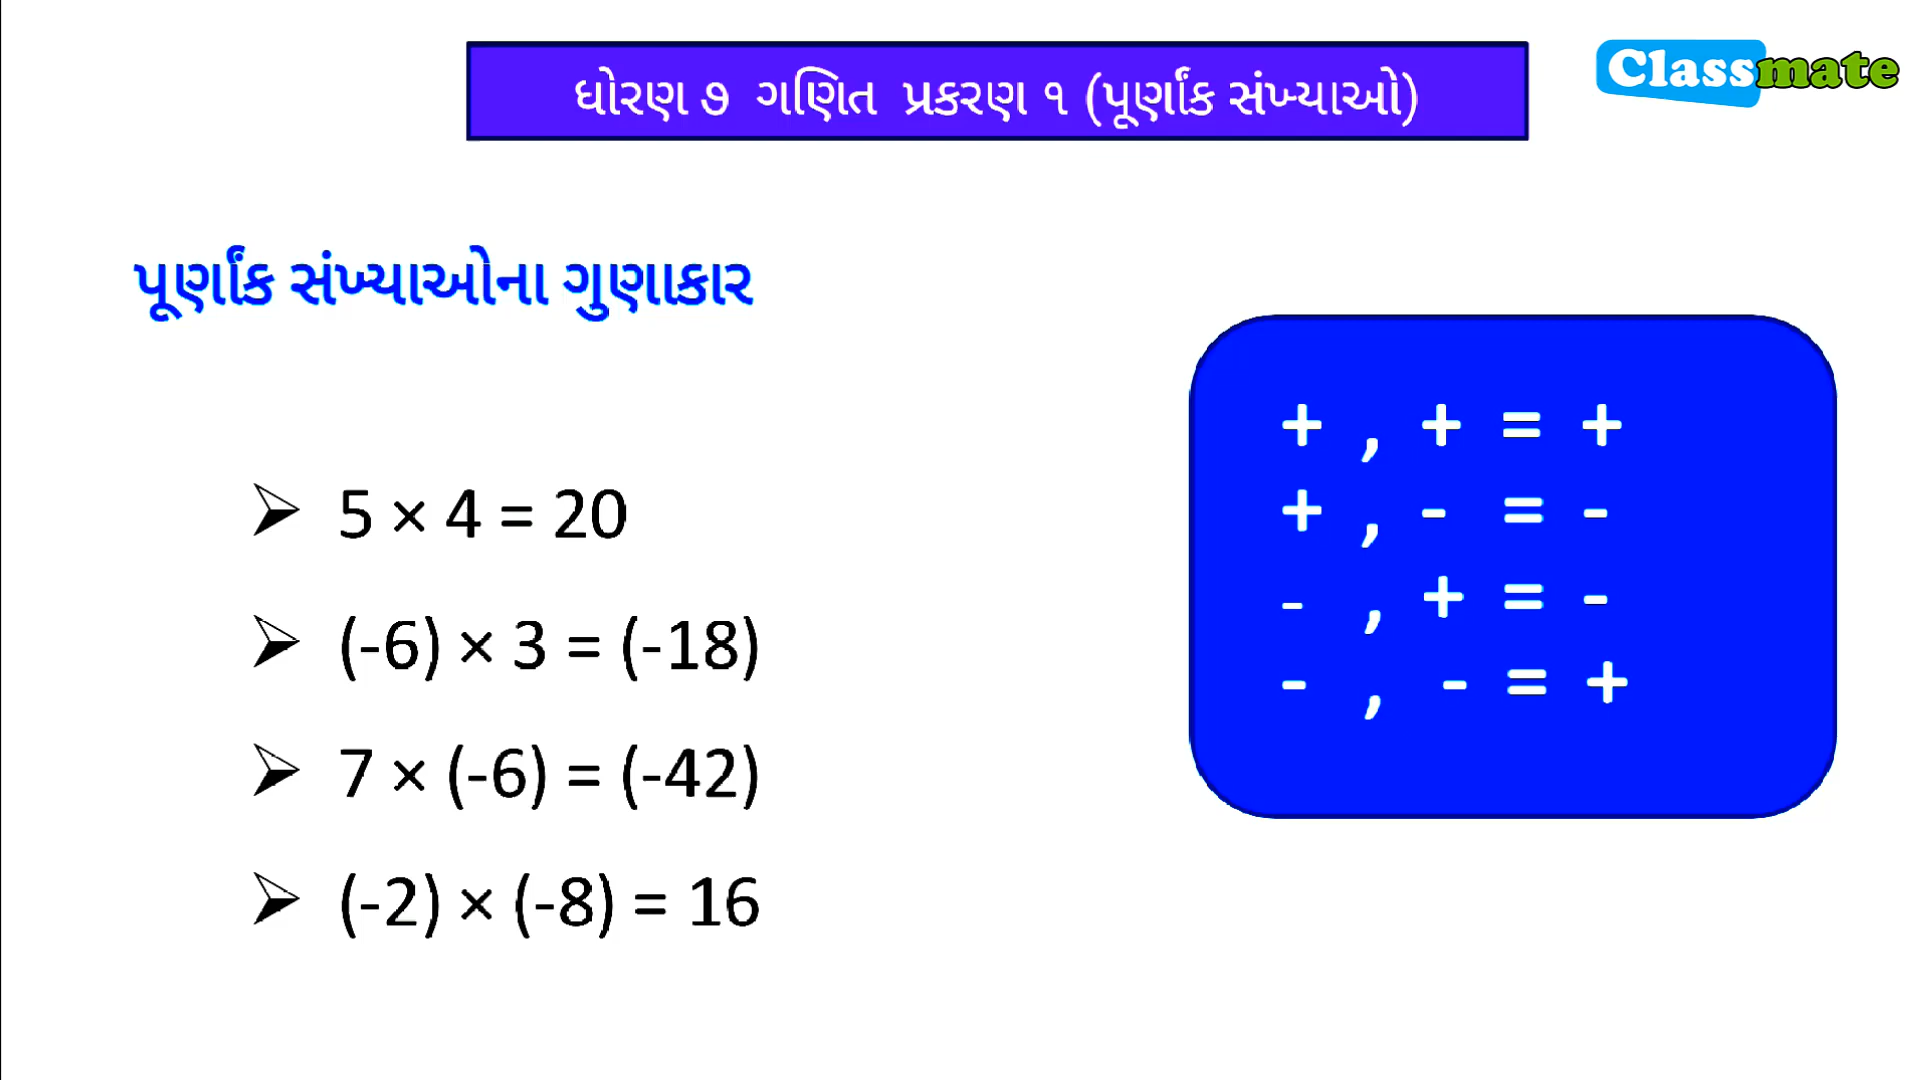 ધોરણ ૭ ગણિત પ્રકરણ ૧ (પૂર્ણાંક સંખ્યાઓ)
Classmate
પૂર્ણાંક સંખ્યાઓના ગુણાકાર
➢ 5 × 4 = 20
➢ (-6) × 3 = (-18)
➢ 7 × (-6) = (-42)
➢ (-2) × (-8) = 16
+ , + = +
+ , - = -
- , + = -
- , - = +